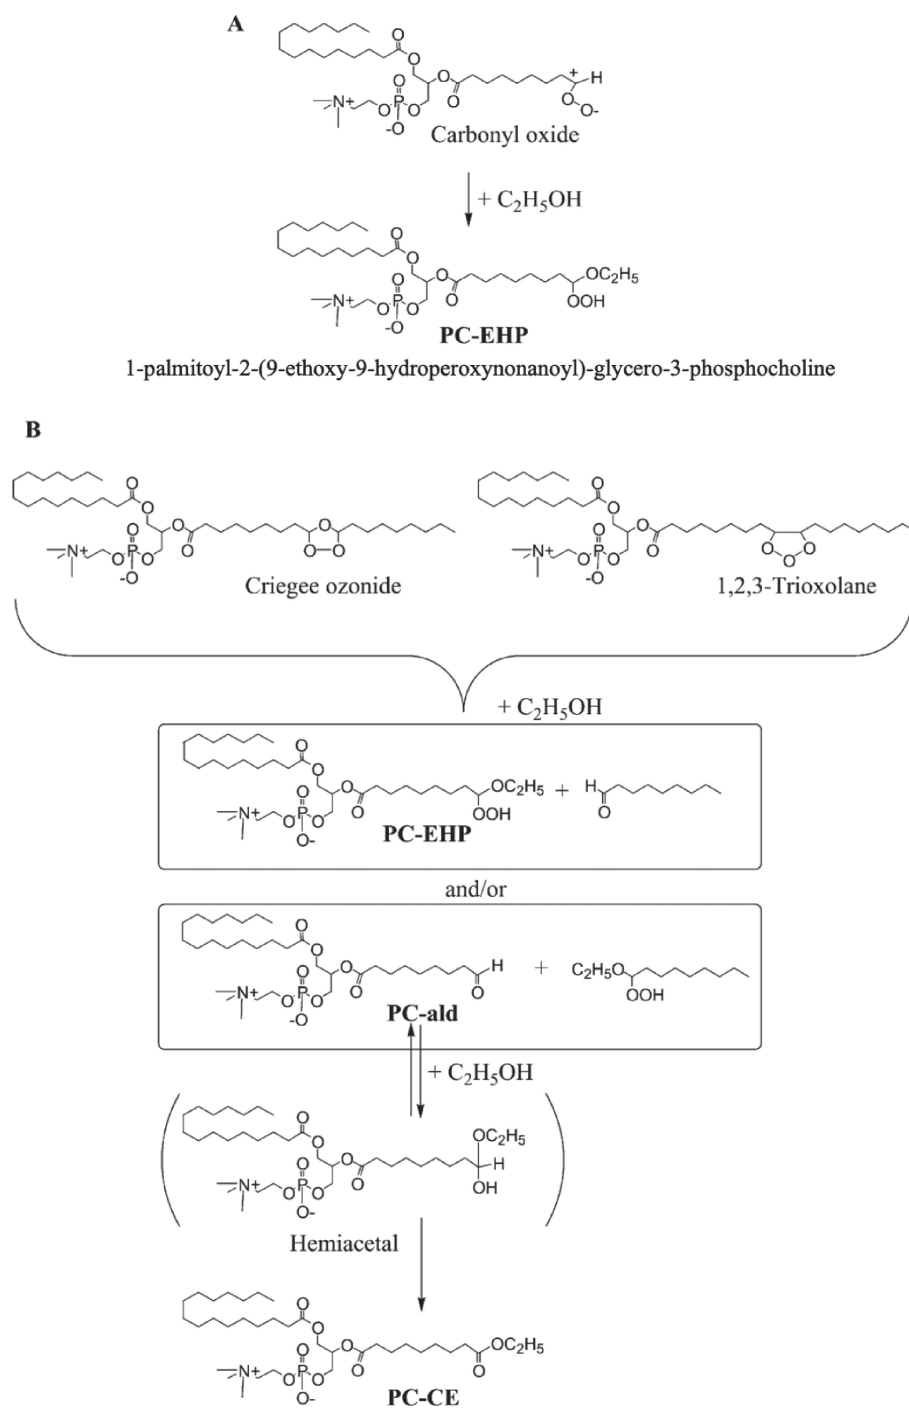 A
Carbonyl oxide
+ C2H5OH
PC-EHP
1-palmitoyl-2-(9-ethoxy-9-hydroperoxynonanoyl)-glycero-3-phosphocholine
B
Criegee ozonide
1,2,3-Trioxolane
+ C2H5OH
OC2H5
OOH
+
PC-EHP
and/or
PC-ald
+
C2H5O
OOH
+ C2H5OH
OC2H5
H
OH
Hemiacetal
OC2H5
PC-CE